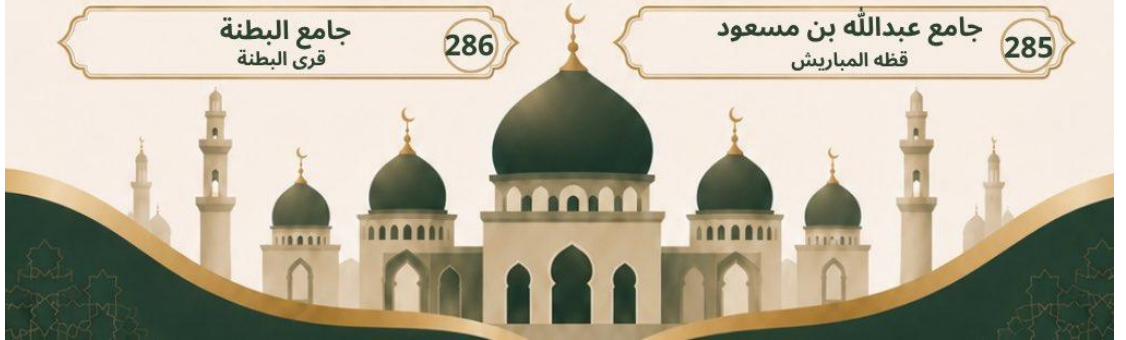 285
جامع عبدالله بن مسعود
قظه المباريش
286
جامع البطنة
قرى البطنة